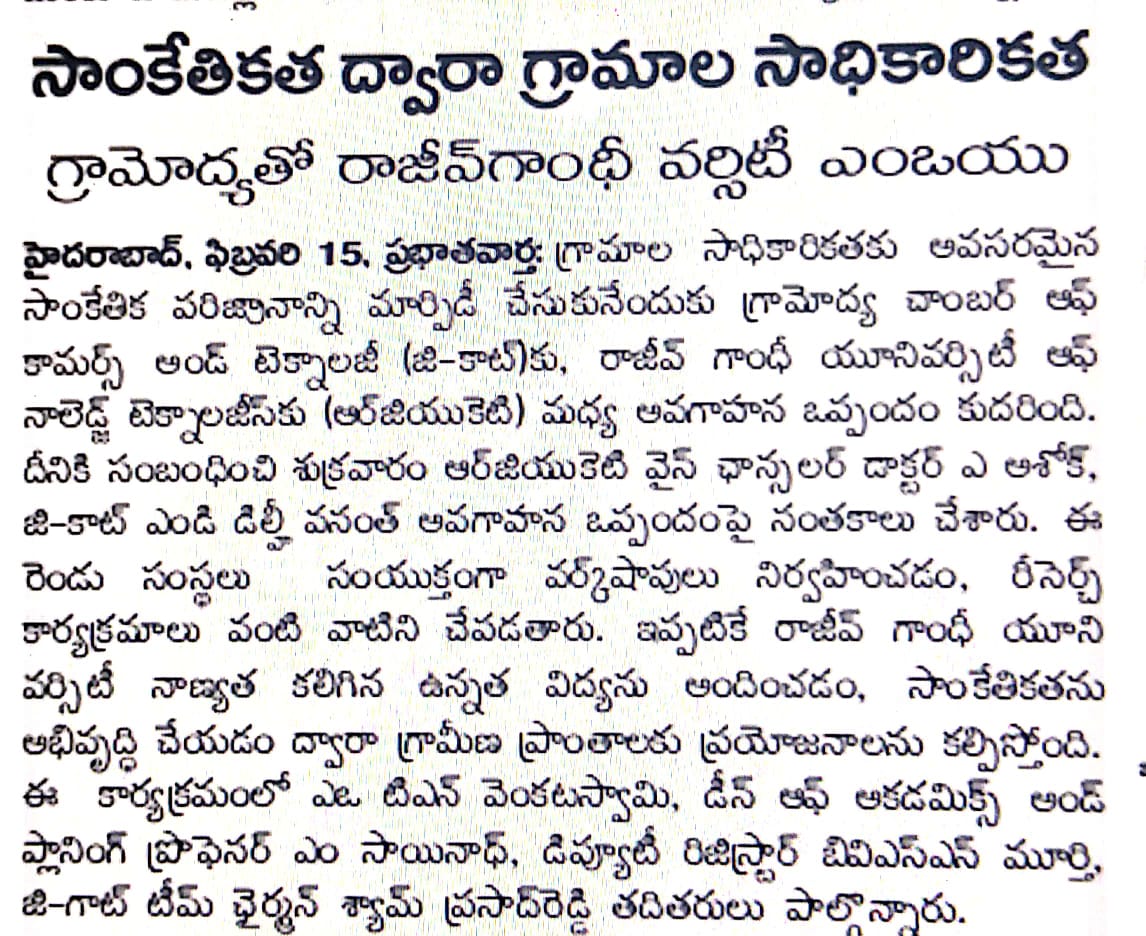 సాంకేతికత ద్వారా గ్రామాల సాధికారికత
గ్రామోద్యతో రాజీవ్‌గాంధీ వర్సిటీ ఎంఒయు
హైదరాబాద్, ఫిబ్రవరి 15, ప్రభాతవార్త: గ్రామాల సాధికారికతకు అవసరమైన
సాంకేతిక పరిజ్ఞానాన్ని మార్పిడీ చేసుకునేందుకు గ్రామోద్య చాంబర్ ఆఫ్
కామర్స్ అండ్ టెక్నాలజీ (జి-కాట్)కు, రాజీవ్ గాంధీ యూనివర్సిటీ ఆఫ్
నాలెడ్జ్ టెక్నాలజీస్‌కు (ఆర్‌జియుకెటి) మధ్య అవగాహన ఒప్పందం కుదరింది.
దీనికి సంబంధించి శుక్రవారం ఆర్‌జియుకెటి వైస్ ఛాన్సలర్ డాక్టర్ ఎ అశోక్,
జి-కాట్ ఎండి డిల్లీ వసంత్ అవగాహన ఒప్పందంపై సంతకాలు చేశారు. ఈ
రెండు సంస్థలు సంయుక్తంగా వర్క్‌షాపులు నిర్వహించడం, రీసెర్చ్
కార్యక్రమాలు వంటి వాటిని చేపడతారు. ఇప్పటికే రాజీవ్ గాంధీ యూని
వర్సిటీ నాణ్యత కలిగిన ఉన్నత విద్యను అందించడం, సాంకేతికతను
అభివృద్ధి చేయడం ద్వారా గ్రామీణ ప్రాంతాలకు ప్రయోజనాలను కల్పిస్తోంది.
ఈ కార్యక్రమంలో ఎఒ టిఎన్ వెంకటస్వామి, డీన్ ఆఫ్ అకడమిక్స్ అండ్
ప్లానింగ్ ప్రొఫెసర్ ఎం సాయినాథ్, డిప్యూటీ రిజిస్ట్రార్ బివిఎస్ఎన్ మూర్తి,
జి-గాట్ టీమ్ ఛైర్మన్ శ్యామ్ ప్రసాద్‌రెడ్డి తదితరులు పాల్గొన్నారు.